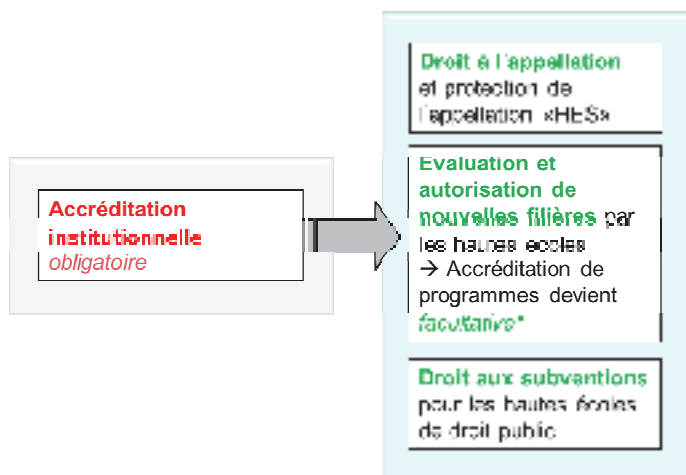 Accréditation
institutionnelle
obligatoire
Droit à l'appellation
et protection de
l'appellation «HES»
Evaluation et
autorisation de
nouvelles filières par
les hautes écoles
→ Accréditation de
programmes devient
facultative*
Droit aux subventions
pour les hautes écoles
de droit public